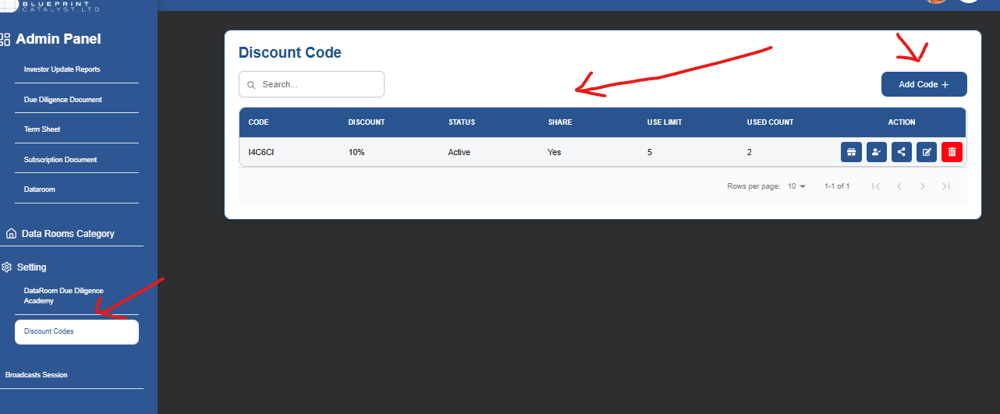 BLUEPRINT
CATALYST.LTD
Admin Panel
Investor Update Reports
Due Diligence Document
Term Sheet
Subscription Document
Dataroom
Data Rooms Category
Setting
DataRoom Due Diligence
Academy
Discount Codes
Broadcasts Session
Discount Code
Search...
Add Code +
CODE DISCOUNT STATUS SHARE USE LIMIT USED COUNT ACTION
I4C6CI 10% Active Yes 5 2
Rows per page: 10 1-1 of 1